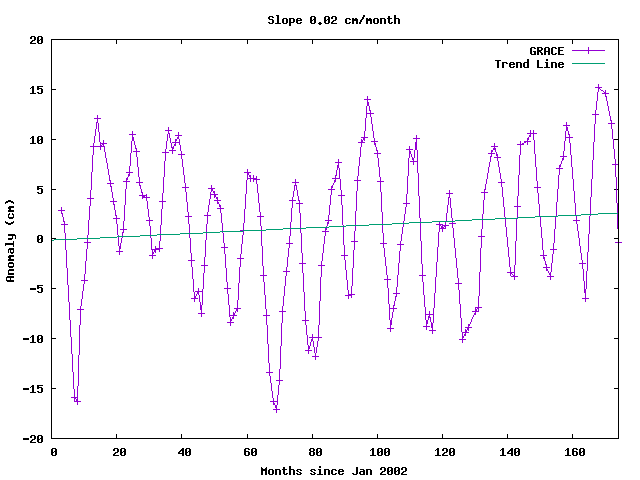 Slope 0.02 cm/month
GRACE
Trend Line
20
15
10
5
0
-5
-10
-15
-20
Anomaly (cm)
0 20 40 60 80 100 120 140 160
Months since Jan 2002